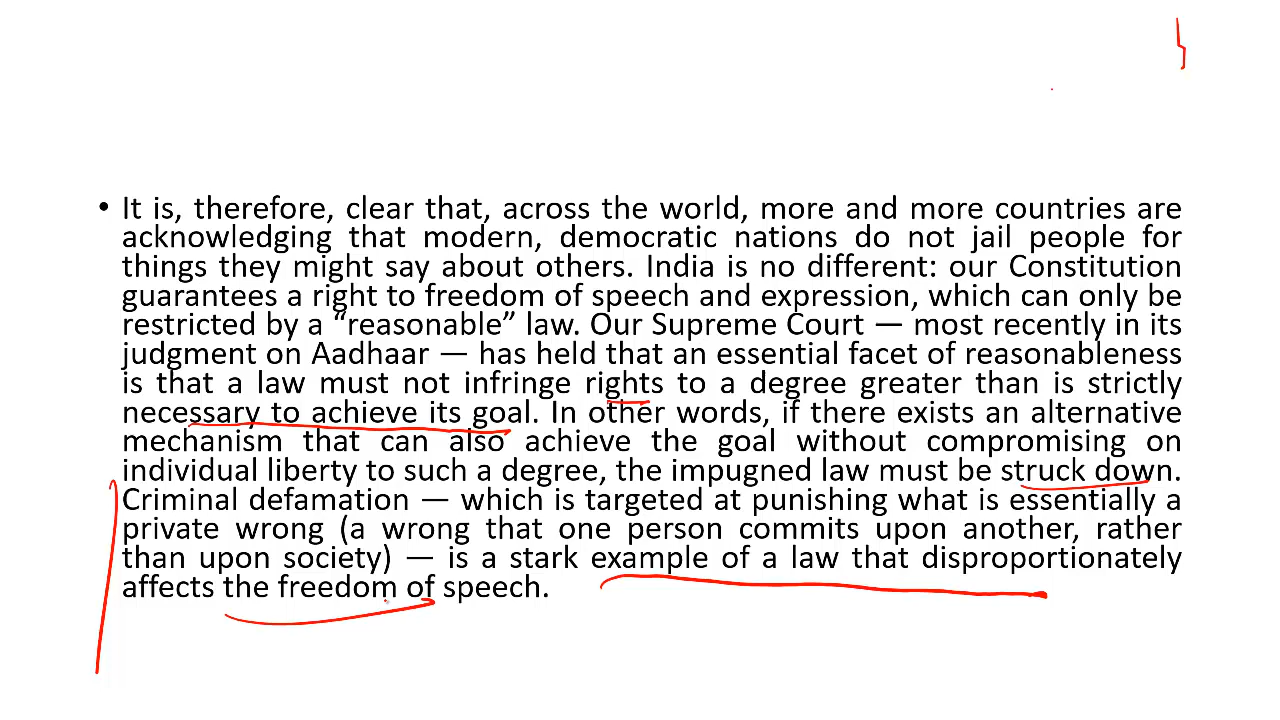 • It is, therefore, clear that, across the world, more and more countries are
acknowledging that modern, democratic nations do not jail people for
things they might say about others. India is no different: our Constitution
guarantees a right to freedom of speech and expression, which can only be
restricted by a “reasonable” law. Our Supreme Court — most recently in its
judgment on Aadhaar — has held that an essential facet of reasonableness
is that a law must not infringe rights to a degree greater than is strictly
necessary to achieve its goal. In other words, if there exists an alternative
mechanism that can also achieve the goal without compromising on
individual liberty to such a degree, the impugned law must be struck down.
Criminal defamation — which is targeted at punishing what is essentially a
private wrong (a wrong that one person commits upon another, rather
than upon society) — is a stark example of a law that disproportionately
affects the freedom of speech.